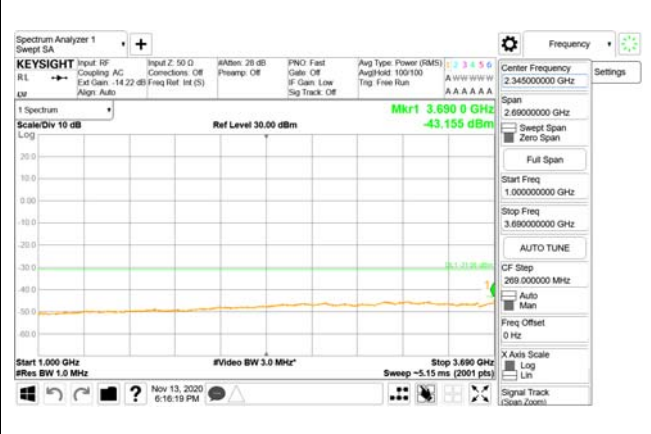 Spectrum Analyzer 1
Swept SA
Frequency
KEYSIGHT
RL
Input: RF
Coupling: AC
Ext Gain: -14.22 dB
Align: Auto
Input Z: 50 Ω
Corrections: Off
Freq Ref: Int (S)
#Atten: 28 dB
Preamp: Off
PNO: Fast
Gate: Off
IF Gain: Low
Sig Track: Off
Avg Type: Power (RMS)
Avg|Hold: 100/100
Trig: Free Run
1 2 3 4 5 6
A W W W W W
A A A A A A
Settings
1 Spectrum
Scale/Div 10 dB
Log
Ref Level 30.00 dBm
Mkr1 3.690 0 GHz
-43.155 dBm
20.0
10.0
0.00
-10.0
-20.0
-30.0
-40.0
-50.0
-60.0
1
Start 1.000 GHz
#Res BW 1.0 MHz
#Video BW 3.0 MHz*
Stop 3.690 GHz
Sweep ~5.15 ms (2001 pts)
Nov 13, 2020
6:16:19 PM
Center Frequency
2.345000000 GHz
Span
2.69000000 GHz
Swept Span
Zero Span
Full Span
Start Freq
1.000000000 GHz
Stop Freq
3.690000000 GHz
AUTO TUNE
CF Step
269.000000 MHz
Auto
Man
Freq Offset
0 Hz
X Axis Scale
Log
Lin
Signal Track
(Span Zoom)